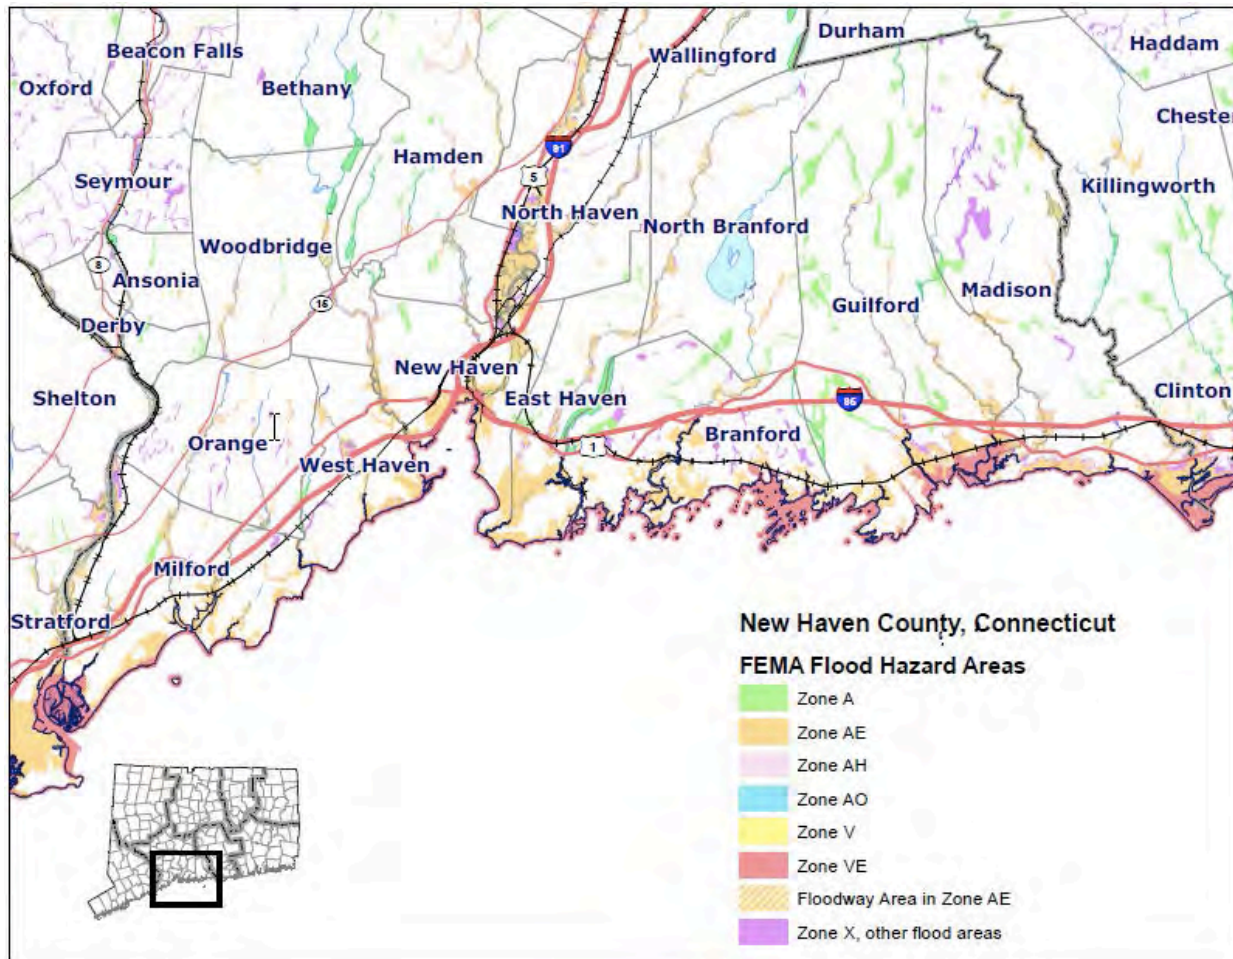 Durham
Beacon Falls
Wallingford
Haddam
Oxford
Bethany
Chester
Hamden
91
5
Seymour
Killingworth
North Haven
Woodbridge
North Branford
8
Ansonia
15
Madison
Guilford
Derby
New Haven
Shelton
East Haven
95
Clinton
Orange
Branford
1
West Haven
Milford
Stratford
New Haven County, Connecticut
FEMA Flood Hazard Areas
Zone A
Zone AE
Zone AH
Zone AO
Zone V
Zone VE
Floodway Area in Zone AE
Zone X, other flood areas